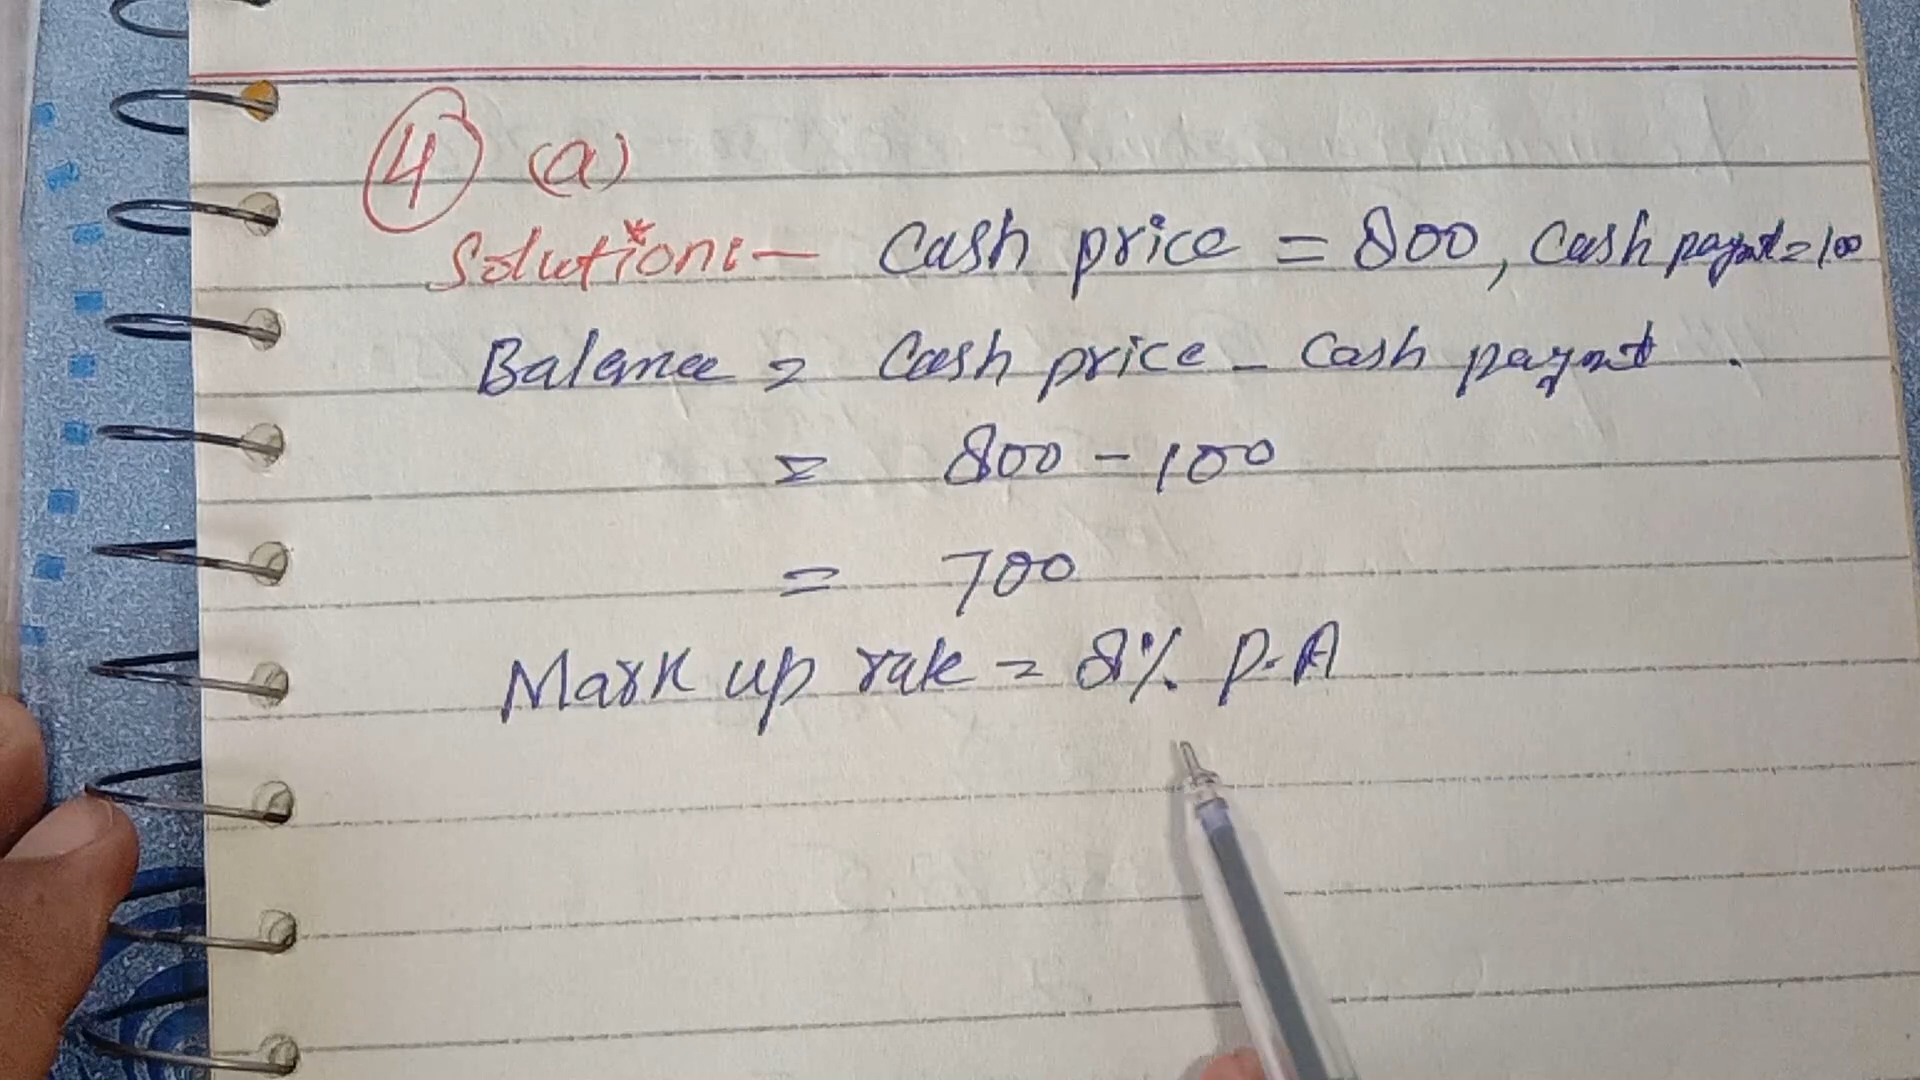 4 (a)
Solution:- Cash price = 800, Cash paymt = 100
Balance = Cash price - Cash paymt.
= 800 - 100
= 700
Mark up rate = 8% P.A